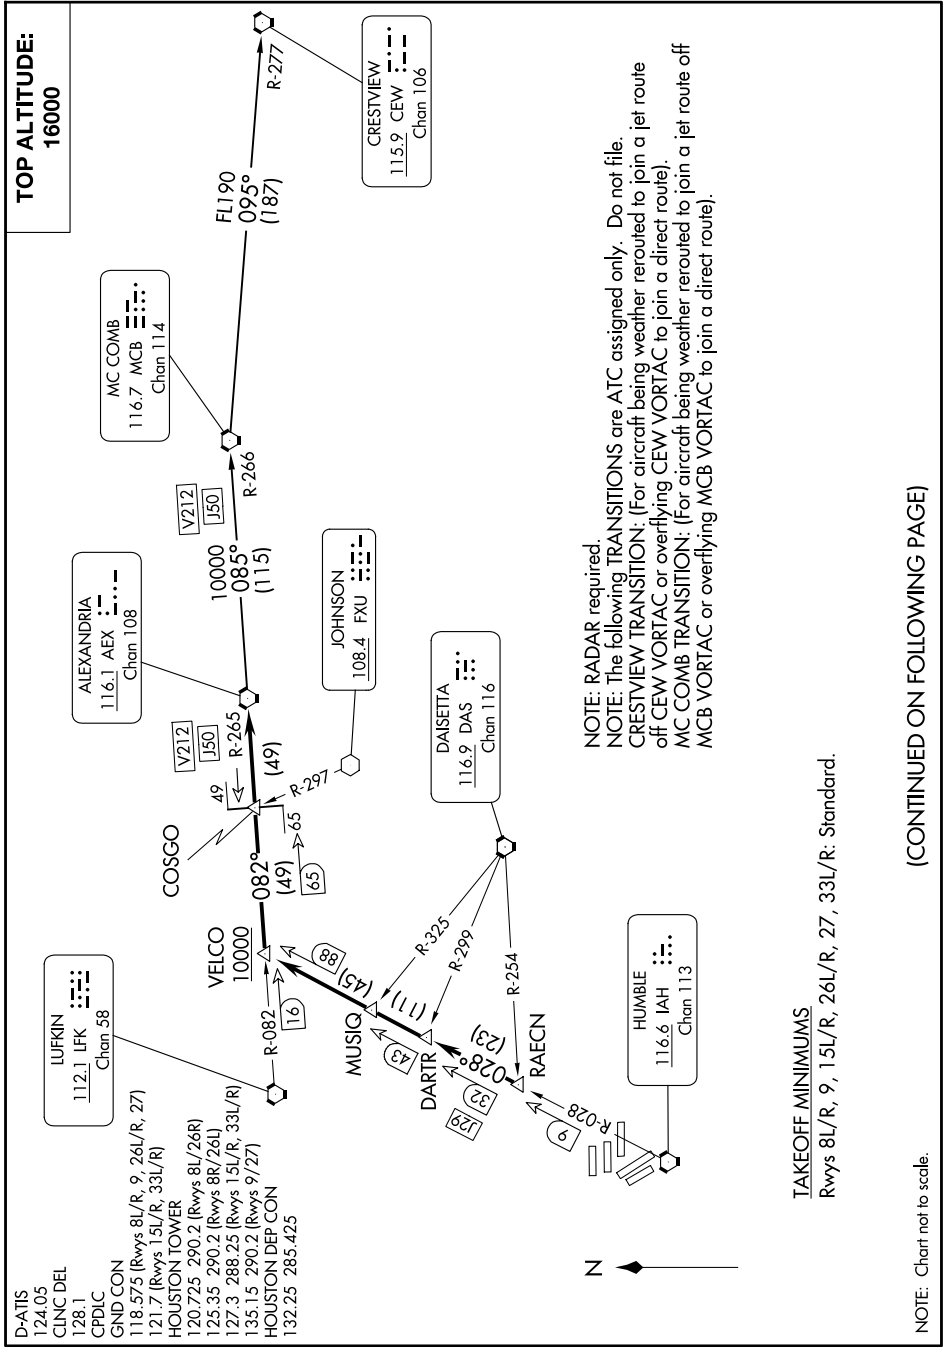 TOP ALTITUDE:
16000
D-ATIS
124.05
CLNC DEL
128.1
CPDLC
GND CON
118.575 (Rwys 8L/R, 9, 26L/R, 27)
121.7 (Rwys 15L/R, 33L/R)
HOUSTON TOWER
120.725 290.2 (Rwys 8L/26R)
125.35 290.2 (Rwys 8R/26L)
127.3 288.25 (Rwys 15L/R, 33L/R)
135.15 290.2 (Rwys 9/27)
HOUSTON DEP CON
132.25 285.425
LUFKIN
112.1 LFK
Chan 58
R-082
16
VELCO
10000
082°
(49)
65
65
COSGO
49
R-265
V212
J50
(49)
ALEXANDRIA
116.1 AEX
Chan 108
10000
085°
(115)
V212
J50
R-266
MC COMB
116.7 MCB
Chan 114
FL190
095°
(187)
R-277
CRESTVIEW
115.9 CEW
Chan 106
JOHNSON
108.4 FXU
R-297
DAISETTA
116.9 DAS
Chan 116
R-325
R-299
R-254
88
(45)
MUSIQ
(11)
43
DARTR
(23)
028°
32
J29
RAECN
9
R-028
HUMBLE
116.6 IAH
Chan 113
N
NOTE: RADAR required.
NOTE: The following TRANSITIONS are ATC assigned only. Do not file.
CRESTVIEW TRANSITION: (For aircraft being weather rerouted to join a jet route
off CEW VORTAC or overflying CEW VORTAC to join a direct route).
MC COMB TRANSITION: (For aircraft being weather rerouted to join a jet route off
MCB VORTAC or overflying MCB VORTAC to join a direct route).
TAKEOFF MINIMUMS
Rwys 8L/R, 9, 15L/R, 26L/R, 27, 33L/R: Standard.
(CONTINUED ON FOLLOWING PAGE)
NOTE: Chart not to scale.